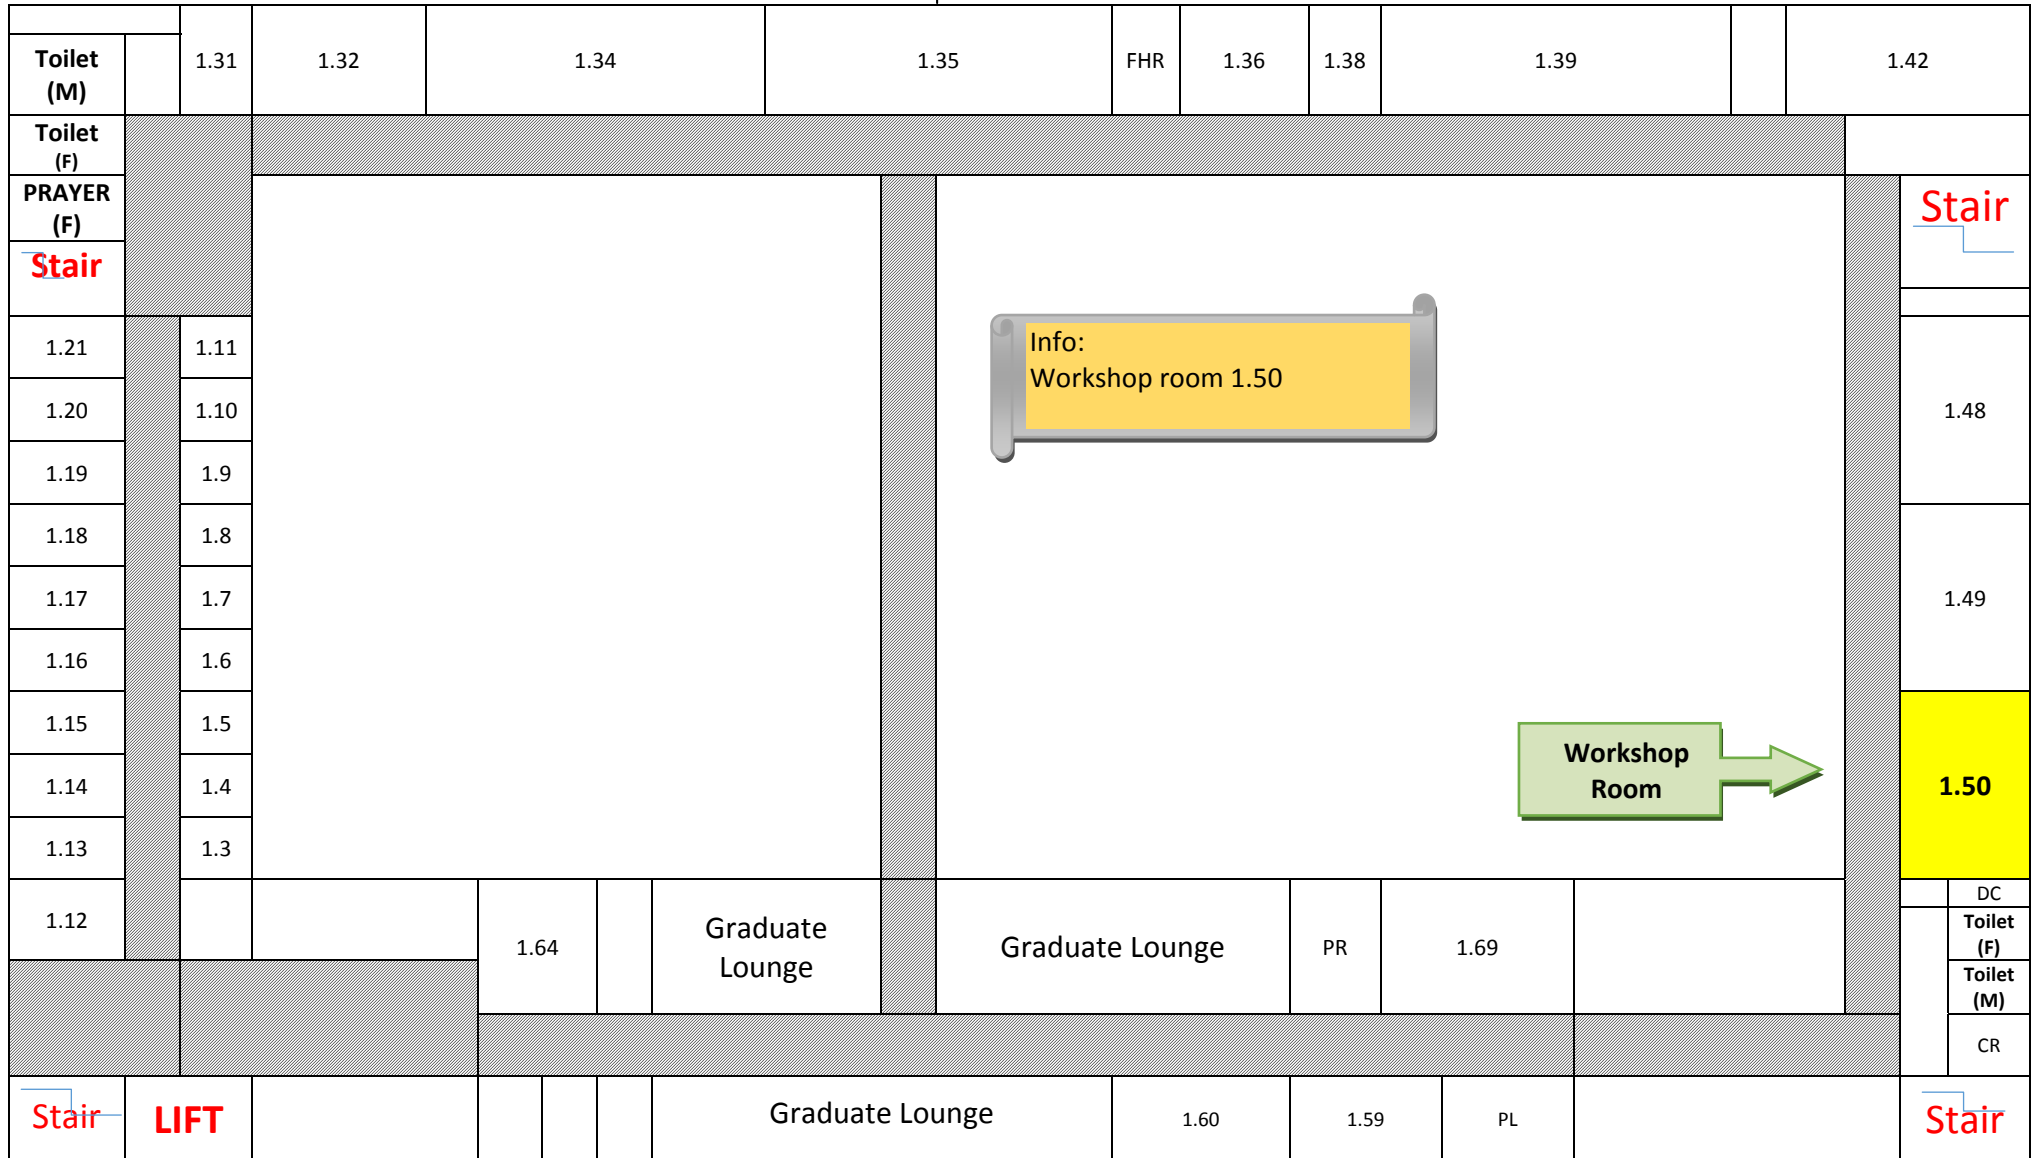 Toilet
(M)
1.31
1.32
1.34
1.35
FHR
1.36
1.38
1.39
1.42
Toilet
(F)
PRAYER
(F)
Stair
Stair
Info:
Workshop room 1.50
1.21
1.11
1.20
1.10
1.48
1.19
1.9
1.18
1.8
1.17
1.7
1.49
1.16
1.6
1.15
1.5
Workshop
Room
1.14
1.4
1.50
1.13
1.3
1.12
1.64
Graduate
Lounge
Graduate Lounge
PR
1.69
DC
Toilet
(F)
Toilet
(M)
CR
Stair
LIFT
Graduate Lounge
1.60
1.59
PL
Stair